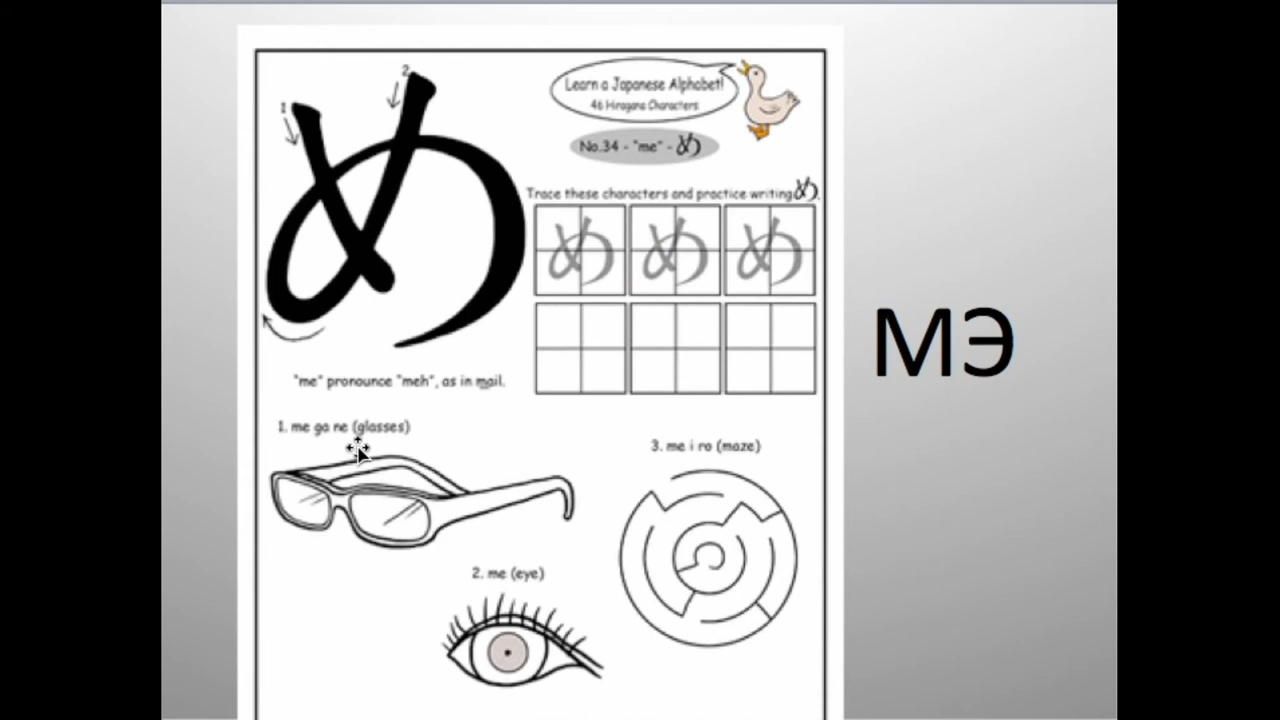 1
2
め
Learn a Japanese Alphabet!
46 Hiragana Characters
No.34 - "me" - め
Trace these characters and practice writing め.
め め め
"me" pronounce "meh", as in mail.
1. me ga ne (glasses)
3. me i ro (maze)
2. me (eye)
МЭ